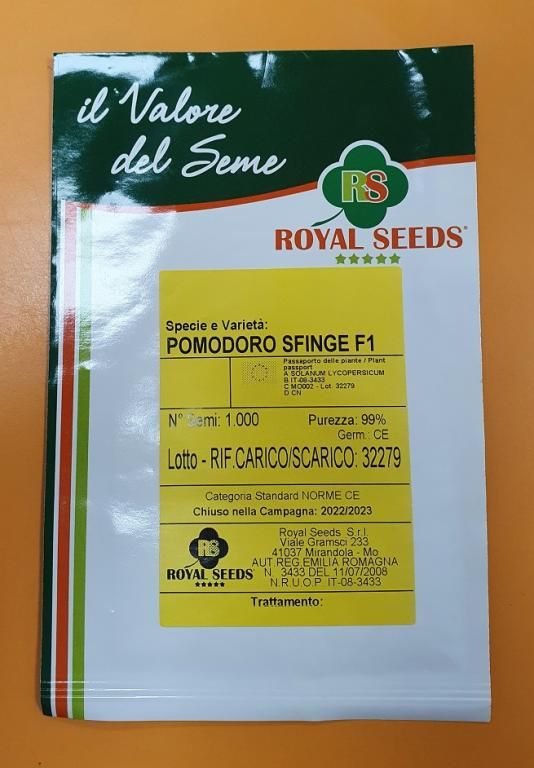 il Valore
del Seme
RS
ROYAL SEEDS®
Specie e Varietà:
POMODORO SFINGE F1
Passaporto delle piante / Plant
passport
A SOLANUM LYCOPERSICUM
B IT-08-3433
C MO002 - Lot. 32279
D CN
N° Semi: 1.000 Purezza: 99%
Germ.: CE
Lotto - RIF.CARICO/SCARICO: 32279
Categoria Standard NORME CE
Chiuso nella Campagna: 2022/2023
RS
ROYAL SEEDS®
Royal Seeds S.r.l.
Viale Gramsci 233
41037 Mirandola - Mo
AUT.REG.EMILIA ROMAGNA
N. 3433 DEL 11/07/2008
N.R.U.O.P IT-08-3433
Trattamento: